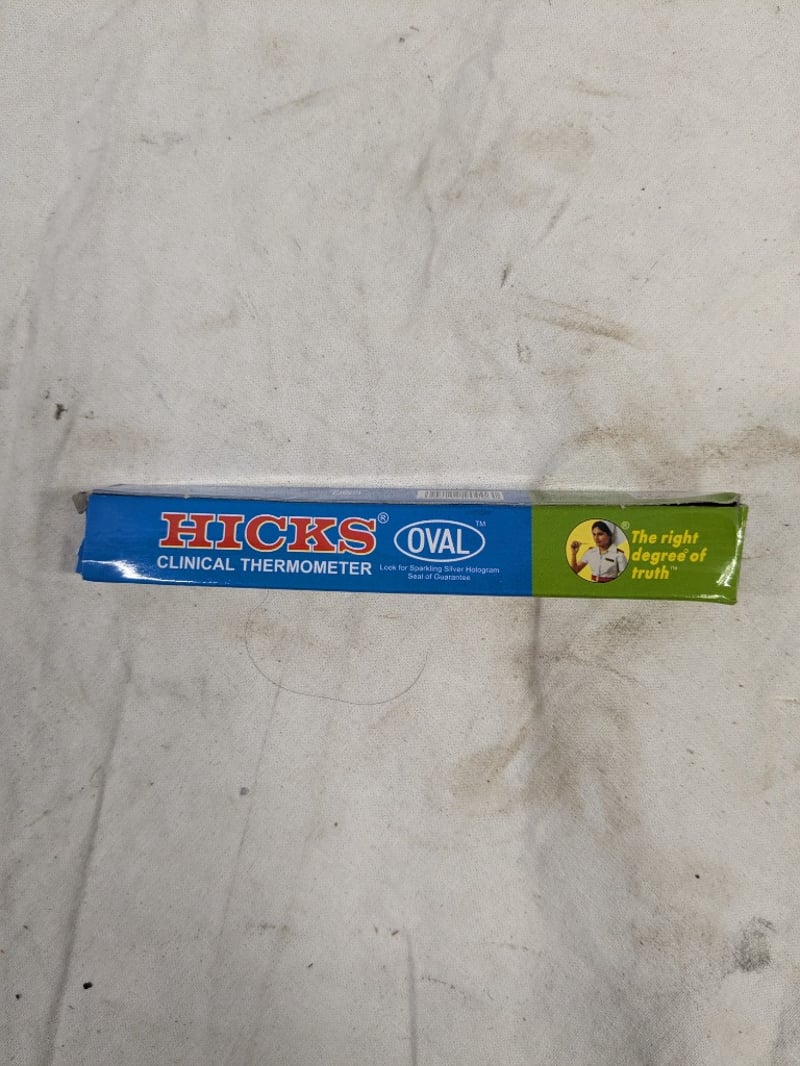 HICKS®
CLINICAL THERMOMETER
OVAL™
Look for Sparkling Silver Hologram
Seal of Guarantee
®
The right
degree® of
truth™